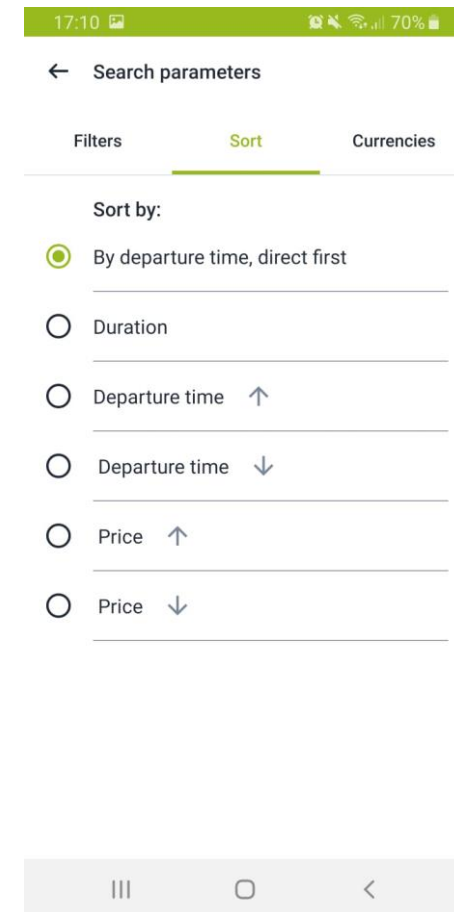 17:10 70%
Search parameters
Filters Sort Currencies
Sort by:
By departure time, direct first
Duration
Departure time ↑
Departure time ↓
Price ↑
Price ↓